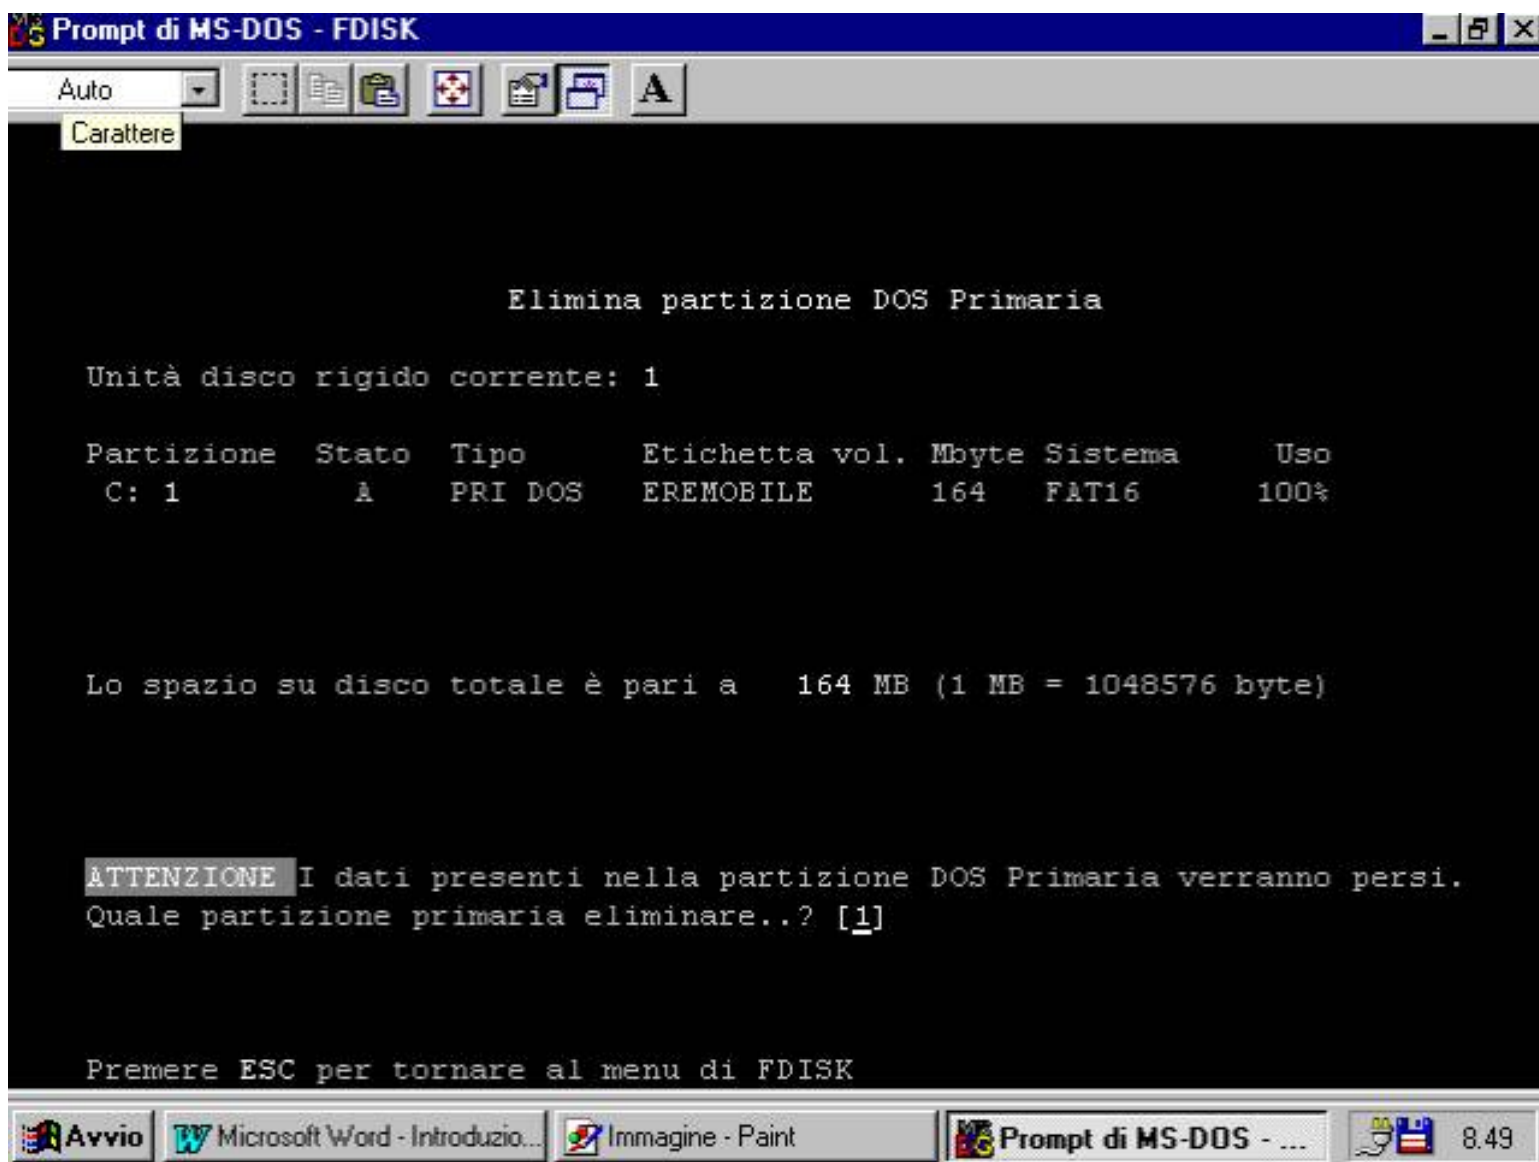 Prompt di MS-DOS - FDISK
Auto
A
Carattere
Elimina partizione DOS Primaria
Unità disco rigido corrente: 1
Partizione Stato Tipo Etichetta vol. Mbyte Sistema Uso
C: 1 A PRI DOS EREMOBILE 164 FAT16 100%
Lo spazio su disco totale è pari a 164 MB (1 MB = 1048576 byte)
ATTENZIONE I dati presenti nella partizione DOS Primaria verranno persi.
Quale partizione primaria eliminare..? [1]
Premere ESC per tornare al menu di FDISK
Avvio Microsoft Word - Introduzio... Immagine - Paint Prompt di MS-DOS - ... 8.49